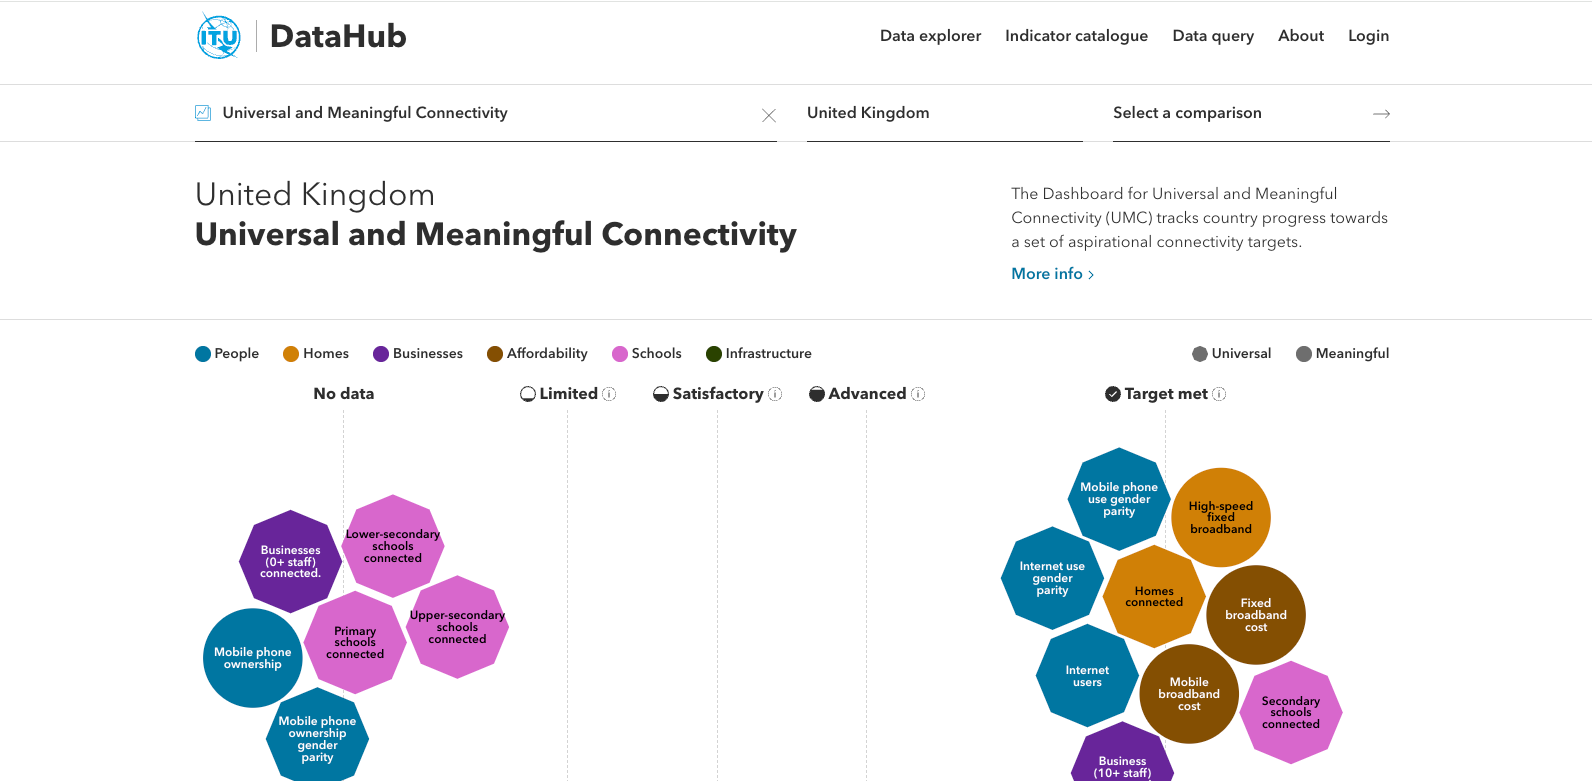 ITU
DataHub
Data explorer
Indicator catalogue
Data query
About
Login
Universal and Meaningful Connectivity
United Kingdom
Select a comparison
United Kingdom
Universal and Meaningful Connectivity
The Dashboard for Universal and Meaningful
Connectivity (UMC) tracks country progress towards
a set of aspirational connectivity targets.
More info
People
Homes
Businesses
Affordability
Schools
Infrastructure
Universal
Meaningful
No data
Limited
Satisfactory
Advanced
Target met
Businesses
(0+ staff)
connected.
Lower-secondary
schools
connected
Upper-secondary
schools
connected
Primary
schools
connected
Mobile phone
ownership
Mobile phone
ownership
gender
parity
Mobile phone
use gender
parity
High-speed
fixed
broadband
Internet use
gender
parity
Homes
connected
Fixed
broadband
cost
Internet
users
Mobile
broadband
cost
Secondary
schools
connected
Business
(10+ staff)